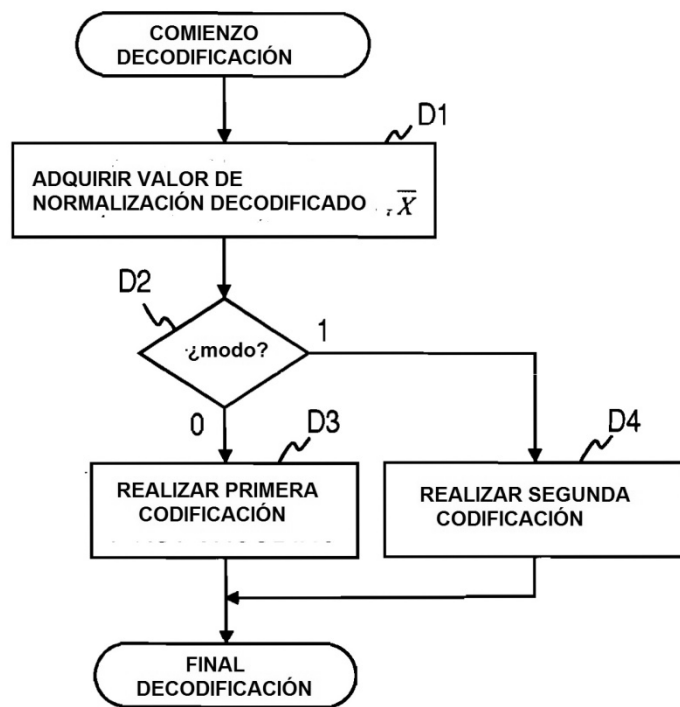 COMIENZO
DECODIFICACIÓN
D1
ADQUIRIR VALOR DE
NORMALIZACIÓN DECODIFICADO X̅
D2
¿modo?
1
0
D3
D4
REALIZAR PRIMERA
CODIFICACIÓN
REALIZAR SEGUNDA
CODIFICACIÓN
FINAL
DECODIFICACIÓN